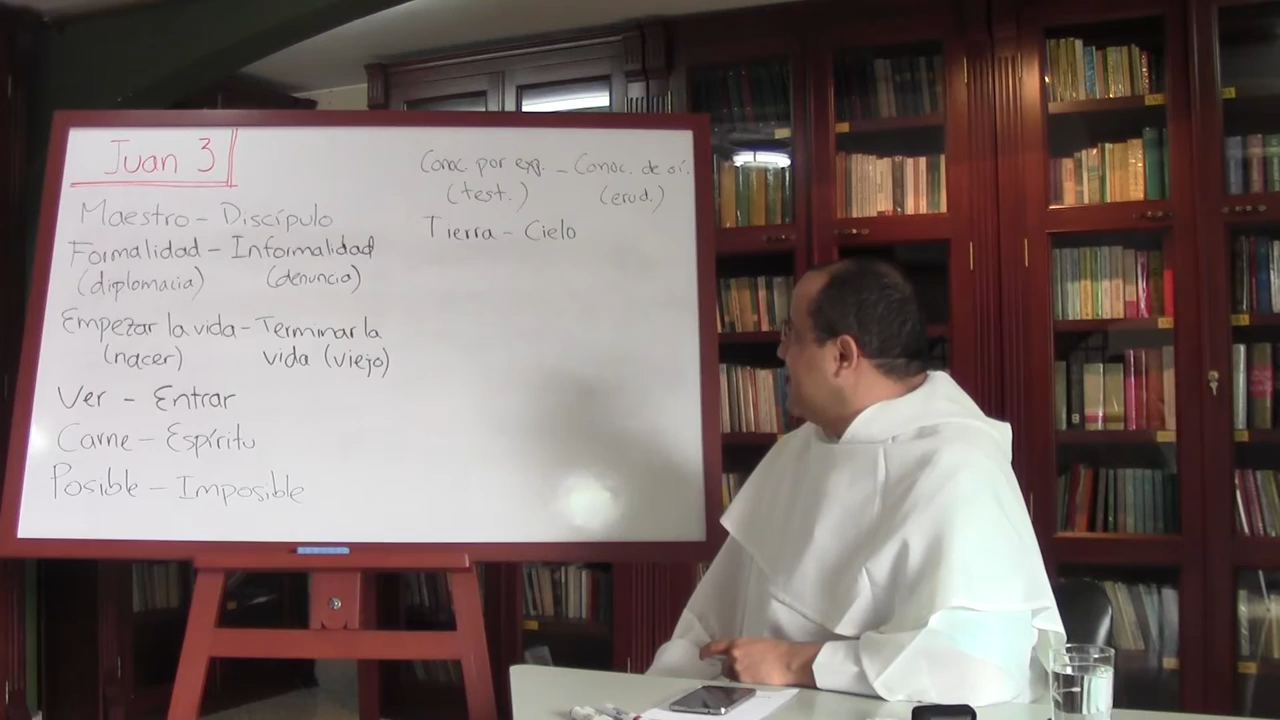 Juan 3
Maestro - Discípulo
Formalidad - Informalidad
(diplomacia) (denuncia)
Empezar la vida - Terminar la
(nacer) vida (viejo)
Ver - Entrar
Carne - Espíritu
Posible - Imposible
Conoc. por exp. - Conoc. de oí.
(test.) (erud.)
Tierra - Cielo